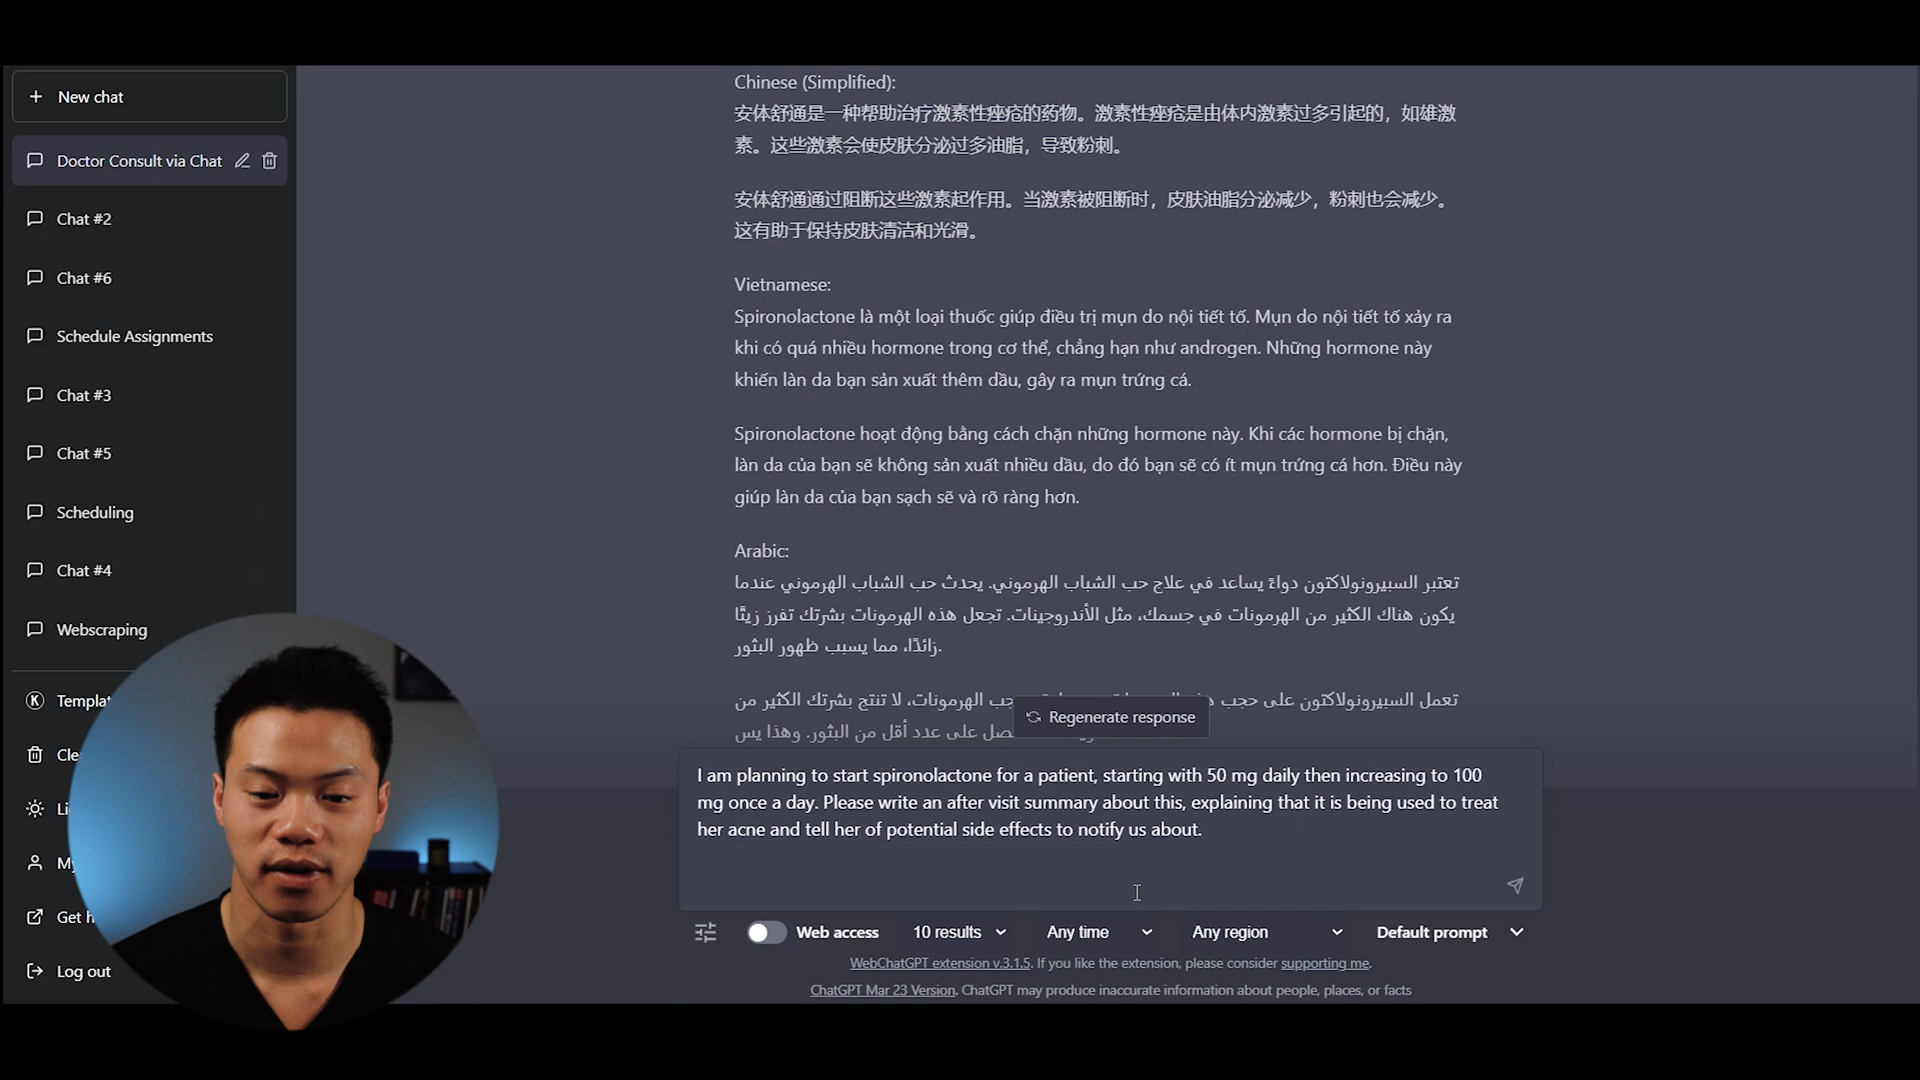 New chat
Doctor Consult via Chat
Chat #2
Chat #6
Schedule Assignments
Chat #3
Chat #5
Scheduling
Chat #4
Webscraping
Log out
Chinese (Simplified):
安体舒通是一种帮助治疗激素性痤疮的药物。激素性痤疮是由体内激素过多引起的，如雄激
素。这些激素会使皮肤分泌过多油脂，导致粉刺。
安体舒通通过阻断这些激素起作用。当激素被阻断时，皮肤油脂分泌减少，粉刺也会减少。
这有助于保持皮肤清洁和光滑。
Vietnamese:
Spironolactone là một loại thuốc giúp điều trị mụn do nội tiết tố. Mụn do nội tiết tố xảy ra
khi có quá nhiều hormone trong cơ thể, chẳng hạn như androgen. Những hormone này
khiến làn da bạn sản xuất thêm dầu, gây ra mụn trứng cá.
Spironolactone hoạt động bằng cách chặn những hormone này. Khi các hormone bị chặn,
làn da của bạn sẽ không sản xuất nhiều dầu, do đó bạn sẽ có ít mụn trứng cá hơn. Điều này
giúp làn da của bạn sạch sẽ và rõ ràng hơn.
Arabic:
تعتبر السبيرونولاكتون دواءً يساعد في علاج حب الشباب الهرموني. يحدث حب الشباب الهرموني عندما
يكون هناك الكثير من الهرمونات في جسمك، مثل الأندروجينات. تجعل هذه الهرمونات بشرتك تفرز زيتًا
زائدًا، مما يسبب ظهور البثور.
تعمل السبيرونولاكتون على حجب الهرمونات، لا تنتج بشرتك الكثير من
على عدد أقل من البثور. وهذا
Regenerate response
I am planning to start spironolactone for a patient, starting with 50 mg daily then increasing to 100
mg once a day. Please write an after visit summary about this, explaining that it is being used to treat
her acne and tell her of potential side effects to notify us about.
Web access 10 results Any time Any region Default prompt
WebChatGPT extension v.3.1.5. If you like the extension, please consider supporting me.
ChatGPT Mar 23 Version. ChatGPT may produce inaccurate information about people, places, or facts